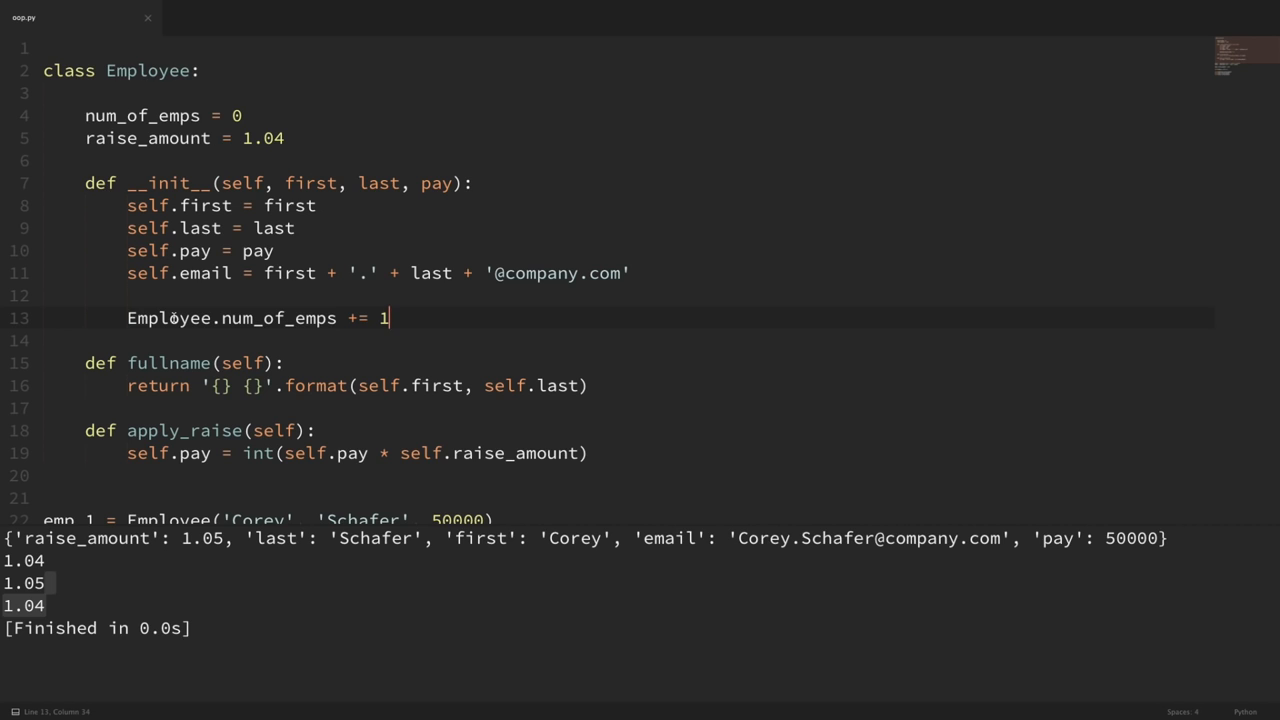 oop.py ×
1
2 class Employee:
3
4     num_of_emps = 0
5     raise_amount = 1.04
6
7     def __init__(self, first, last, pay):
8         self.first = first
9         self.last = last
10         self.pay = pay
11         self.email = first + '.' + last + '@company.com'
12
13         Employee.num_of_emps += 1
14
15     def fullname(self):
16         return '{} {}'.format(self.first, self.last)
17
18     def apply_raise(self):
19         self.pay = int(self.pay * self.raise_amount)
20
21
22 emp_1 = Employee('Corey', 'Schafer', 50000)
{'raise_amount': 1.05, 'last': 'Schafer', 'first': 'Corey', 'email': 'Corey.Schafer@company.com', 'pay': 50000}
1.04
1.05
1.04
[Finished in 0.0s]
Line 13, Column 34 Spaces: 4 Python